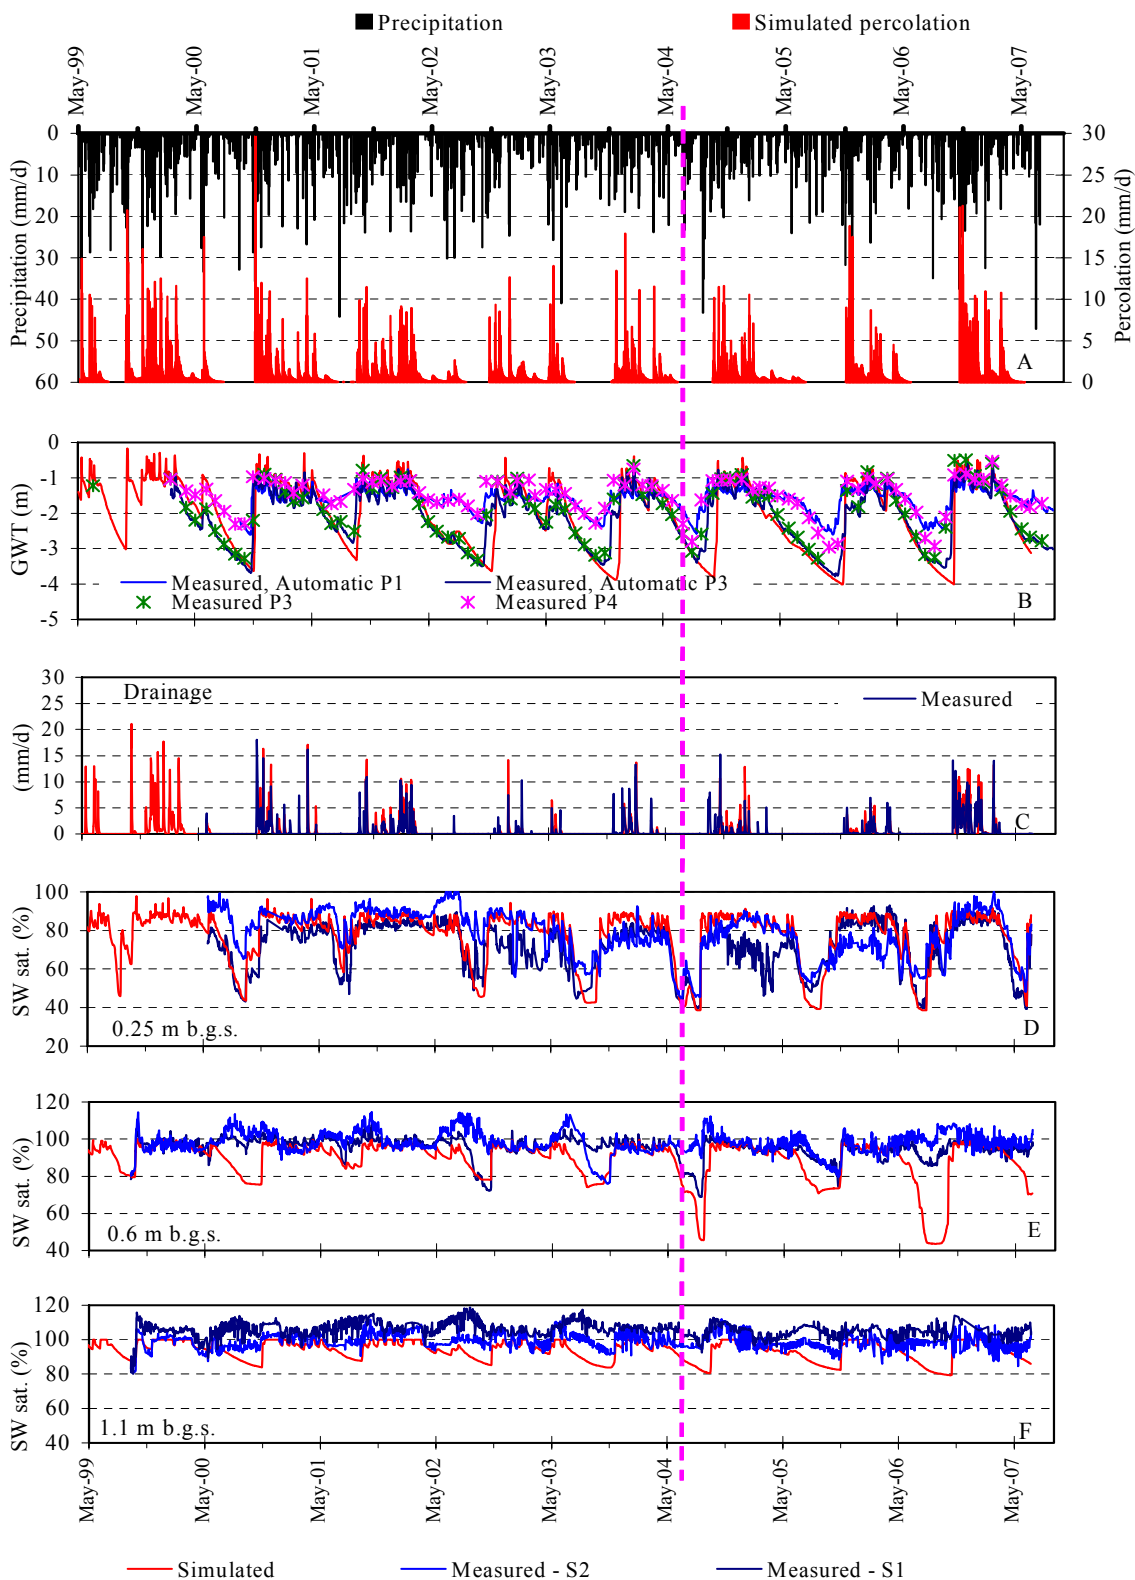 Precipitation Simulated percolation
May-99 May-00 May-01 May-02 May-03 May-04 May-05 May-06 May-07
Precipitation (mm/d)
0
10
20
30
40
50
60
30
25
20
15
10
5
0
Percolation (mm/d)
A
GWT (m)
0
-1
-2
-3
-4
-5
Measured, Automatic P1 Measured, Automatic P3
Measured P3 Measured P4
B
(mm/d)
30
25
20
15
10
5
0
Drainage
Measured
C
SW sat. (%)
100
80
60
40
20
0.25 m b.g.s.
D
SW sat. (%)
120
100
80
60
40
0.6 m b.g.s.
E
SW sat. (%)
120
100
80
60
40
1.1 m b.g.s.
F
May-99 May-00 May-01 May-02 May-03 May-04 May-05 May-06 May-07
Simulated Measured - S2 Measured - S1